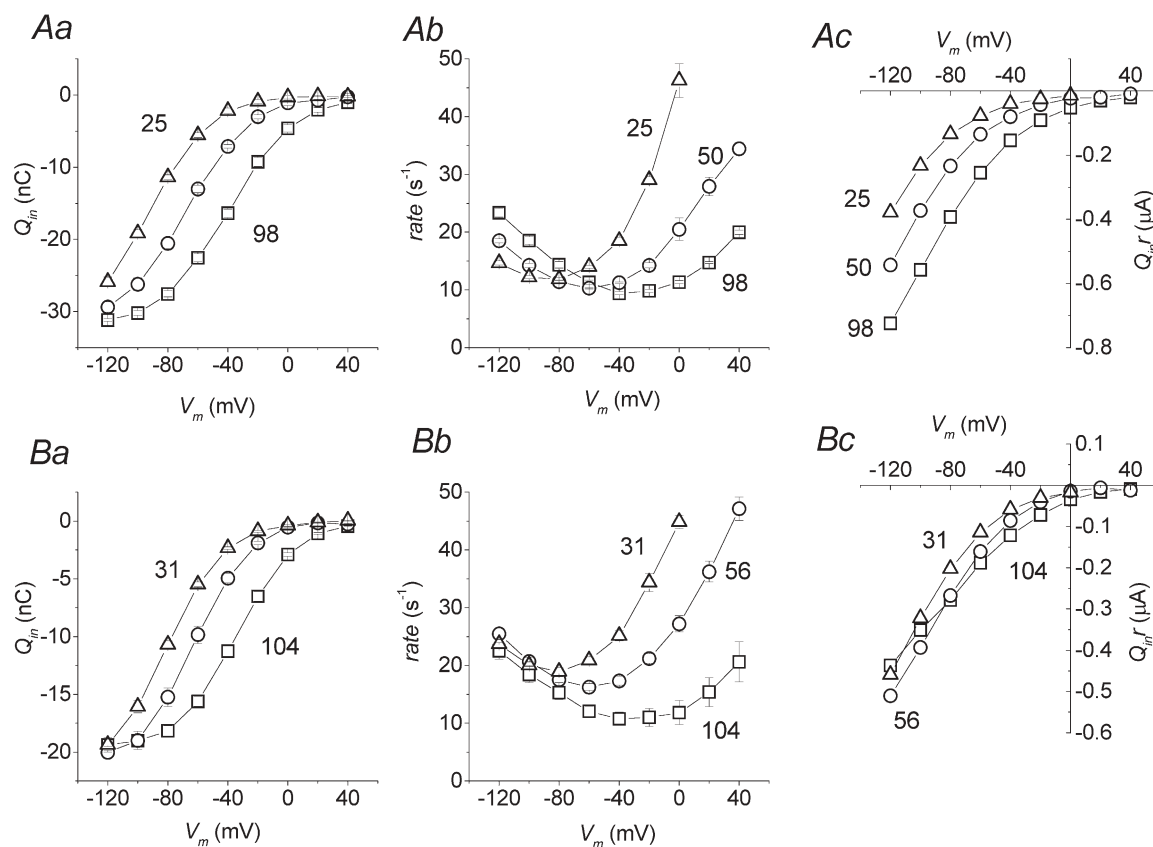 Aa
Q_in (nC)
0
-10
-20
-30
25
98
-120 -80 -40 0 40
V_m (mV)
Ab
rate (s⁻¹)
50
40
30
20
10
0
25
50
98
-120 -80 -40 0 40
V_m (mV)
Ac
V_m (mV)
-120 -80 -40 0 40
-0.2
-0.4
-0.6
-0.8
Q_in r (μA)
25
50
98
Ba
Q_in (nC)
0
-5
-10
-15
-20
31
104
-120 -80 -40 0 40
V_m (mV)
Bb
rate (s⁻¹)
50
40
30
20
10
0
31
56
104
-120 -80 -40 0 40
V_m (mV)
Bc
V_m (mV)
-120 -80 -40 0 40
0.1
-0.1
-0.2
-0.3
-0.4
-0.5
-0.6
Q_in r (μA)
31
104
56